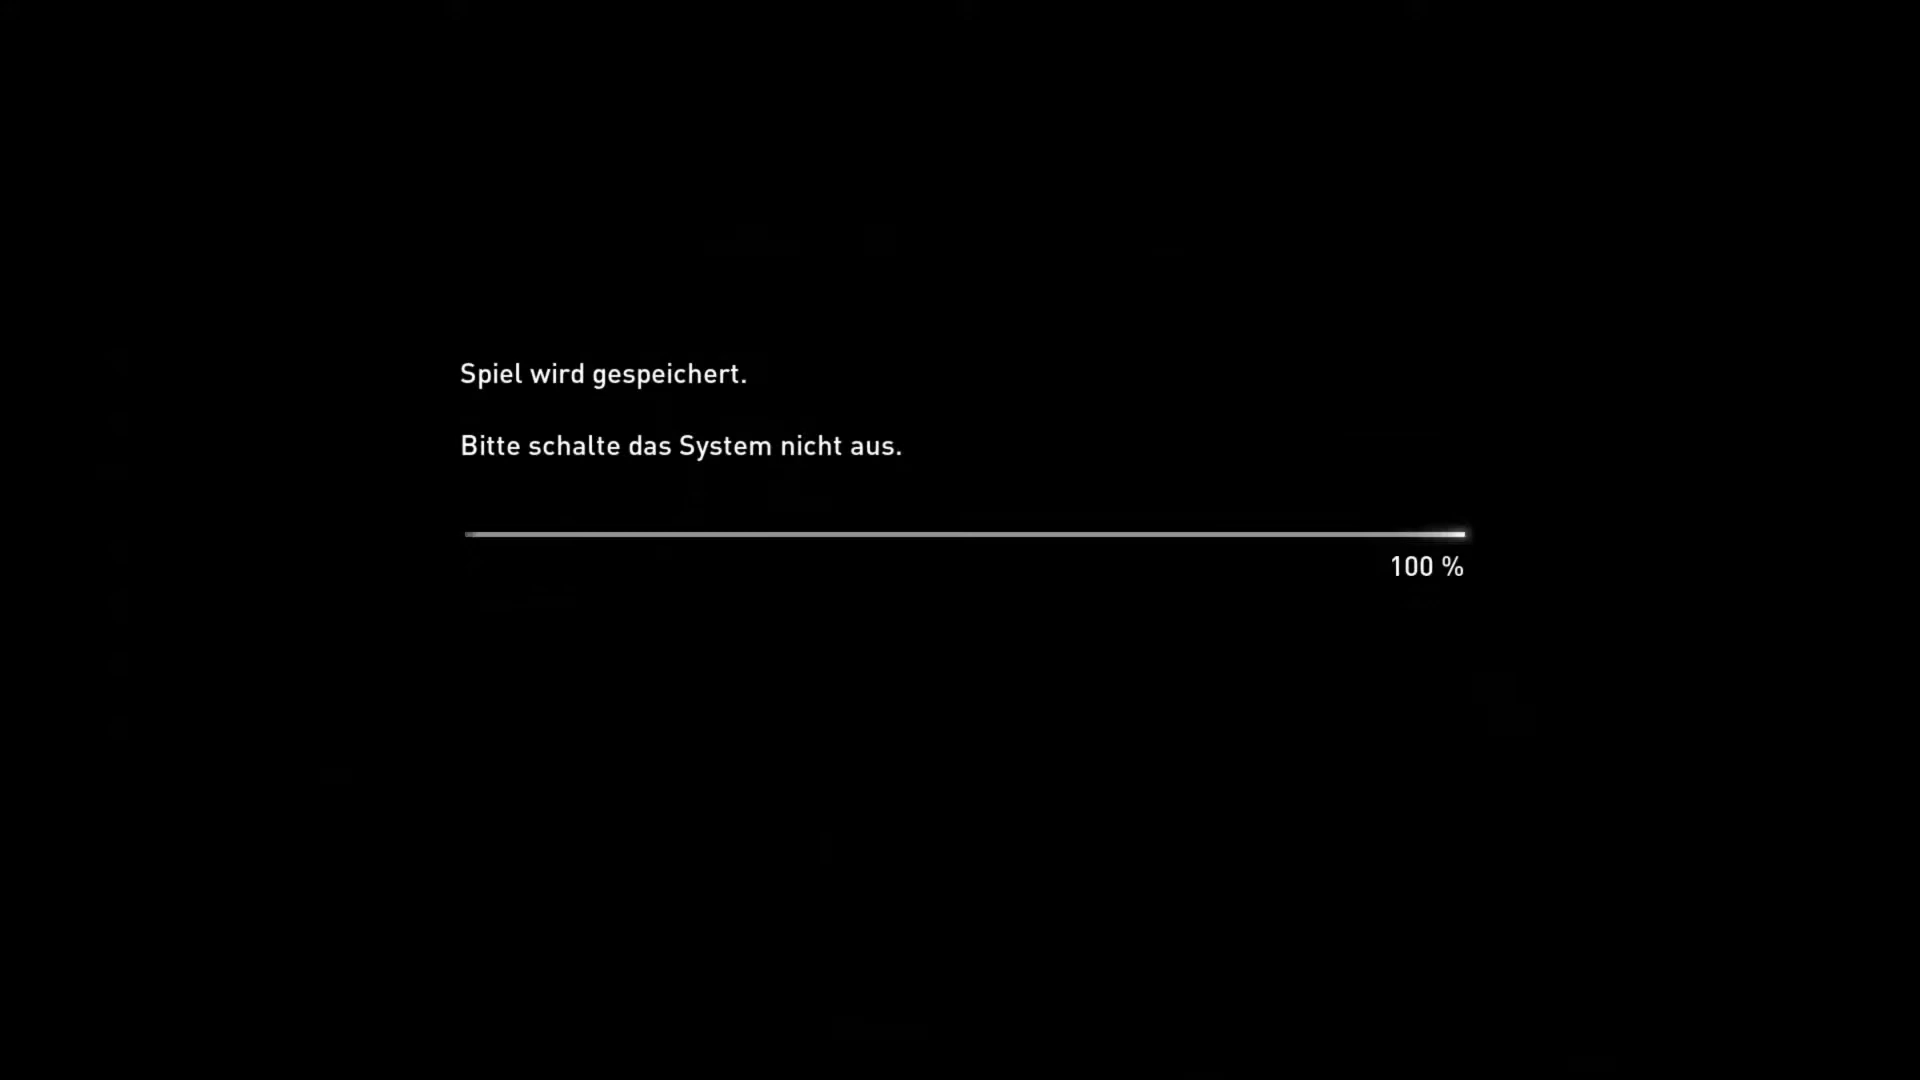 Spiel wird gespeichert.
Bitte schalte das System nicht aus.
100 %